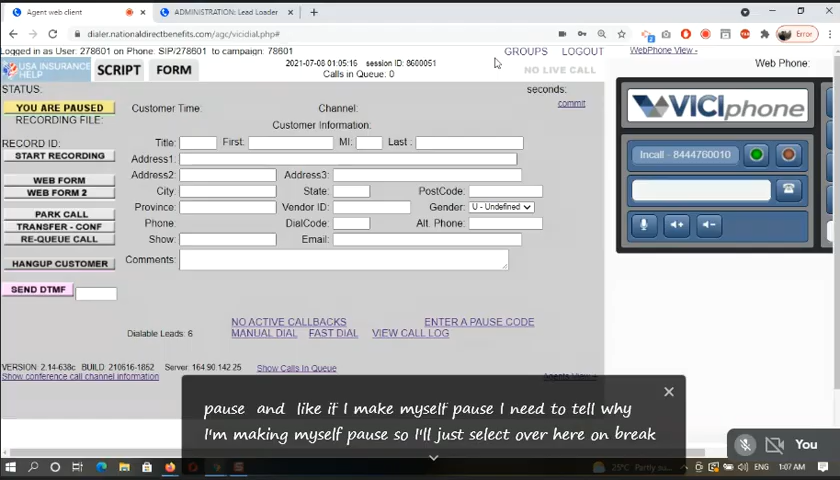 Agent web client
ADMINISTRATION: Lead Loader
dialer.nationaldirectbenefits.com/agc/vicidial.php#
Error
Logged in as User: 278601 on Phone: SIP/278601 to campaign: 78601
GROUPS LOGOUT
WebPhone View -
USA INSURANCE HELP
SCRIPT FORM
2021-07-08 01:05:16 session ID: 8600051
Calls in Queue: 0
NO LIVE CALL
Web Phone:
STATUS:
seconds:
YOU ARE PAUSED
Customer Time: Channel:
commit
RECORDING FILE:
Customer Information:
VICIphone
RECORD ID:
Title: First: MI: Last :
START RECORDING
Address1:
Incall - 8444760010
Address2: Address3:
WEB FORM
WEB FORM 2
City: State: PostCode:
Province: Vendor ID: Gender: U - Undefined
PARK CALL
Phone: DialCode: Alt. Phone:
TRANSFER - CONF
RE-QUEUE CALL
Show: Email:
HANGUP CUSTOMER
Comments:
SEND DTMF
NO ACTIVE CALLBACKS ENTER A PAUSE CODE
Dialable Leads: 6
MANUAL DIAL FAST DIAL VIEW CALL LOG
VERSION: 2.14-638c BUILD: 210616-1852 Server: 164.90.142.25
Show Calls In Queue
Show conference call channel information
Agents View -
pause and like if I make myself pause I need to tell why
I'm making myself pause so I'll just select over here on break
You
25°C Partly su...
ENG
1:07 AM